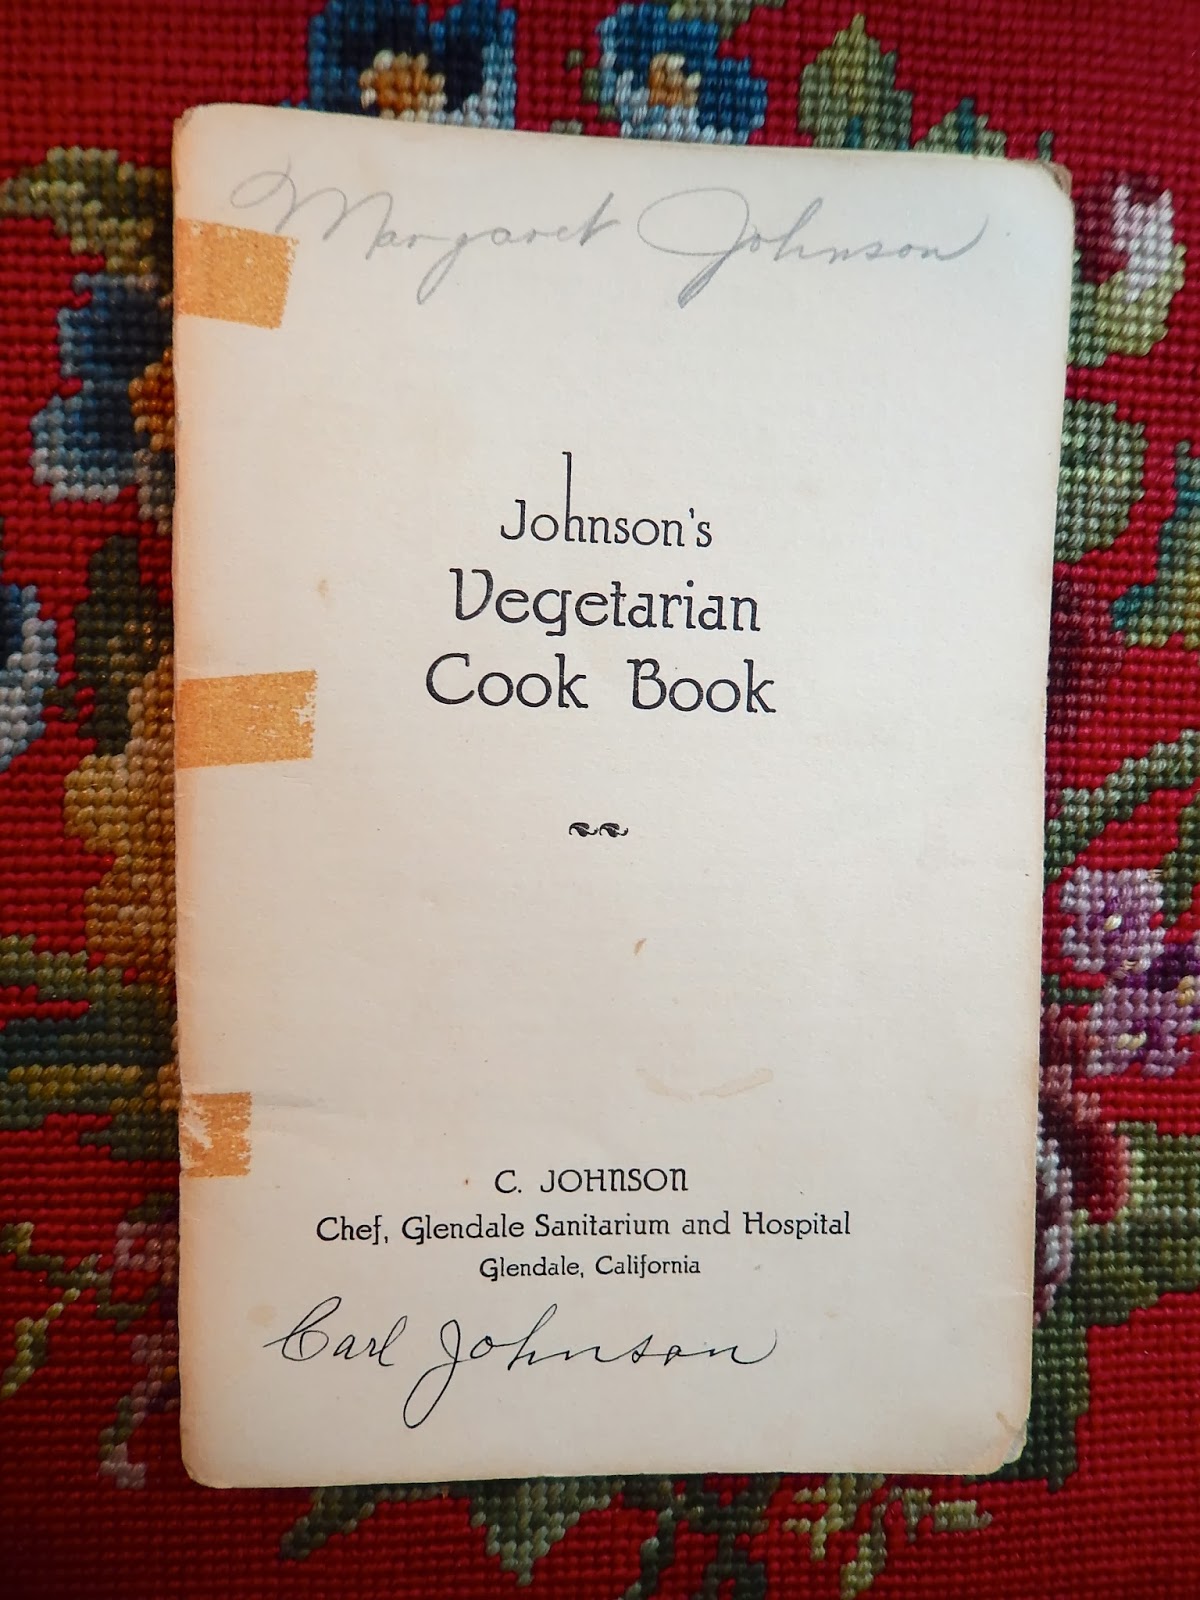 Margaret Johnson
Johnson's
Vegetarian
Cook Book
C. JOHNSON
Chef, Glendale Sanitarium and Hospital
Glendale, California
Carl Johnson